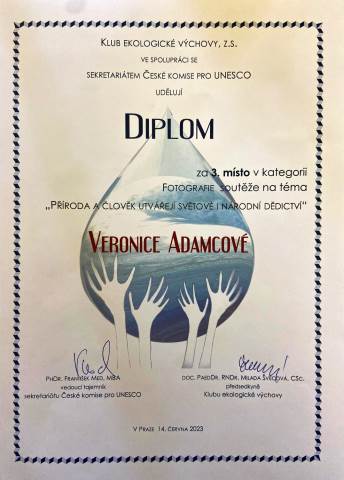 KLUB EKOLOGICKÉ VÝCHOVY, Z.S.
VE SPOLUPRÁCI SE
SEKRETARIÁTEM ČESKÉ KOMISE PRO UNESCO
UDĚLUJÍ
DIPLOM
za 3. místo v kategorii
FOTOGRAFIE soutěže na téma
„PŘÍRODA A ČLOVĚK UTVÁŘEJÍ SVĚTOVÉ I NÁRODNÍ DĚDICTVÍ“
VERONICE ADAMCOVÉ
PHDR. FRANTIŠEK MED, MBA
vedoucí tajemník
sekretariátu České komise pro UNESCO
DOC. PAEDDR. RNDR. MILADA ŠVECOVÁ, CSC.
předsedkyně
Klubu ekologické výchovy
V PRAZE 14. ČERVNA 2023